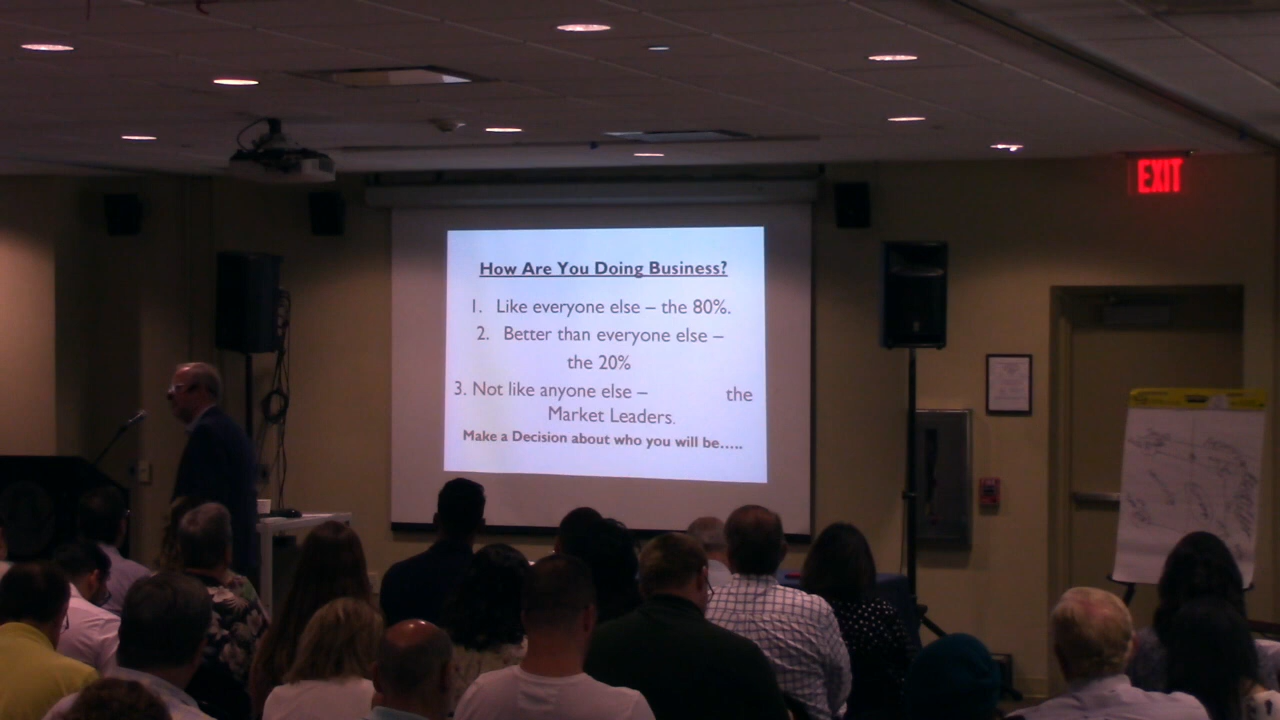 EXIT
How Are You Doing Business?
1. Like everyone else – the 80%.
2. Better than everyone else –
the 20%
3. Not like anyone else – the
Market Leaders.
Make a Decision about who you will be.....